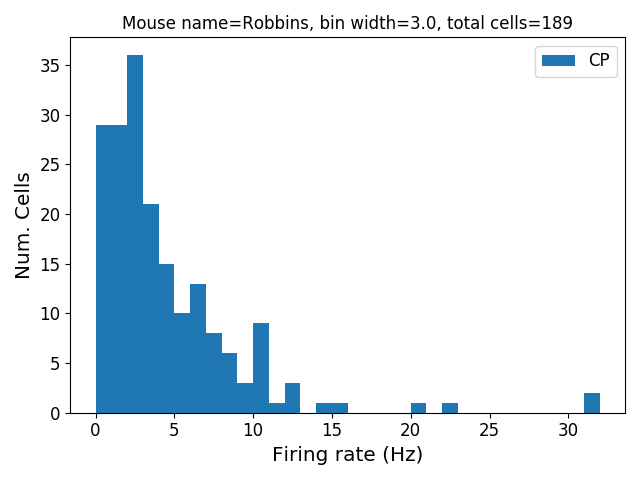 Mouse name=Robbins, bin width=3.0, total cells=189
CP
Num. Cells
35
30
25
20
15
10
5
0
0 5 10 15 20 25 30
Firing rate (Hz)